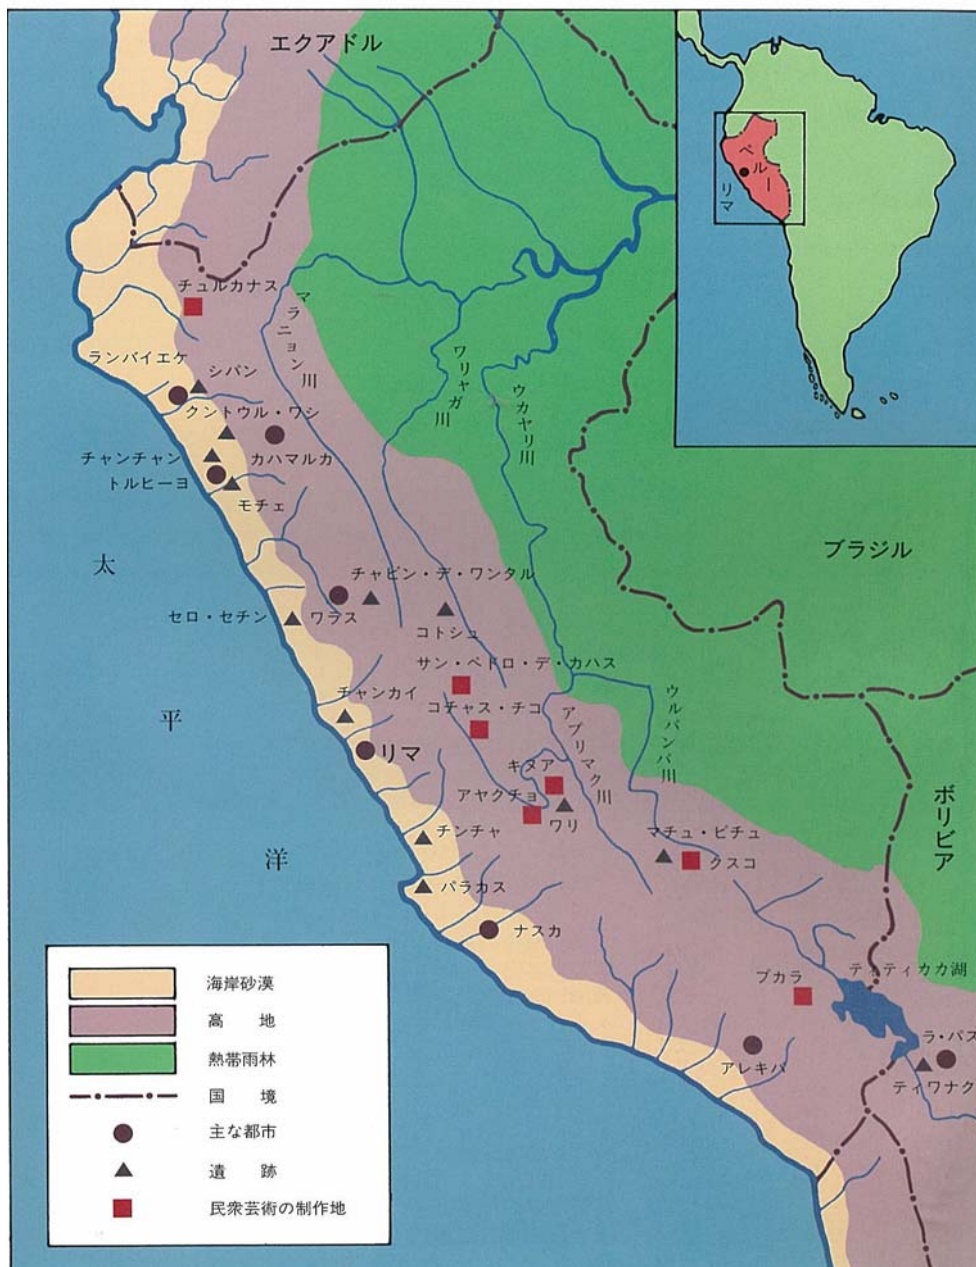 エクアドル
ペルー
リマ
チュルカナス
マラニョン川
ランバイエケ
シパン
ワリャガ川
ウカヤリ川
クントウル・ワシ
チャンチャン
カハマルカ
トルヒーヨ
モチェ
ブラジル
太平洋
チャビン・デ・ワンタル
セロ・セチン
ワラス
コトシュ
サン・ペドロ・デ・カハス
チャンカイ
コチャス・チコ
アプリマク川
ウルバンバ川
リマ
キヌア
アヤクチョ
ワリ
ボリビア
チンチャ
マチュ・ピチュ
クスコ
パラカス
ナスカ
プカラ
ティティカカ湖
アレキパ
ラ・パス
ティワナク
海岸砂漠
高地
熱帯雨林
国境
主な都市
遺跡
民衆芸術の制作地